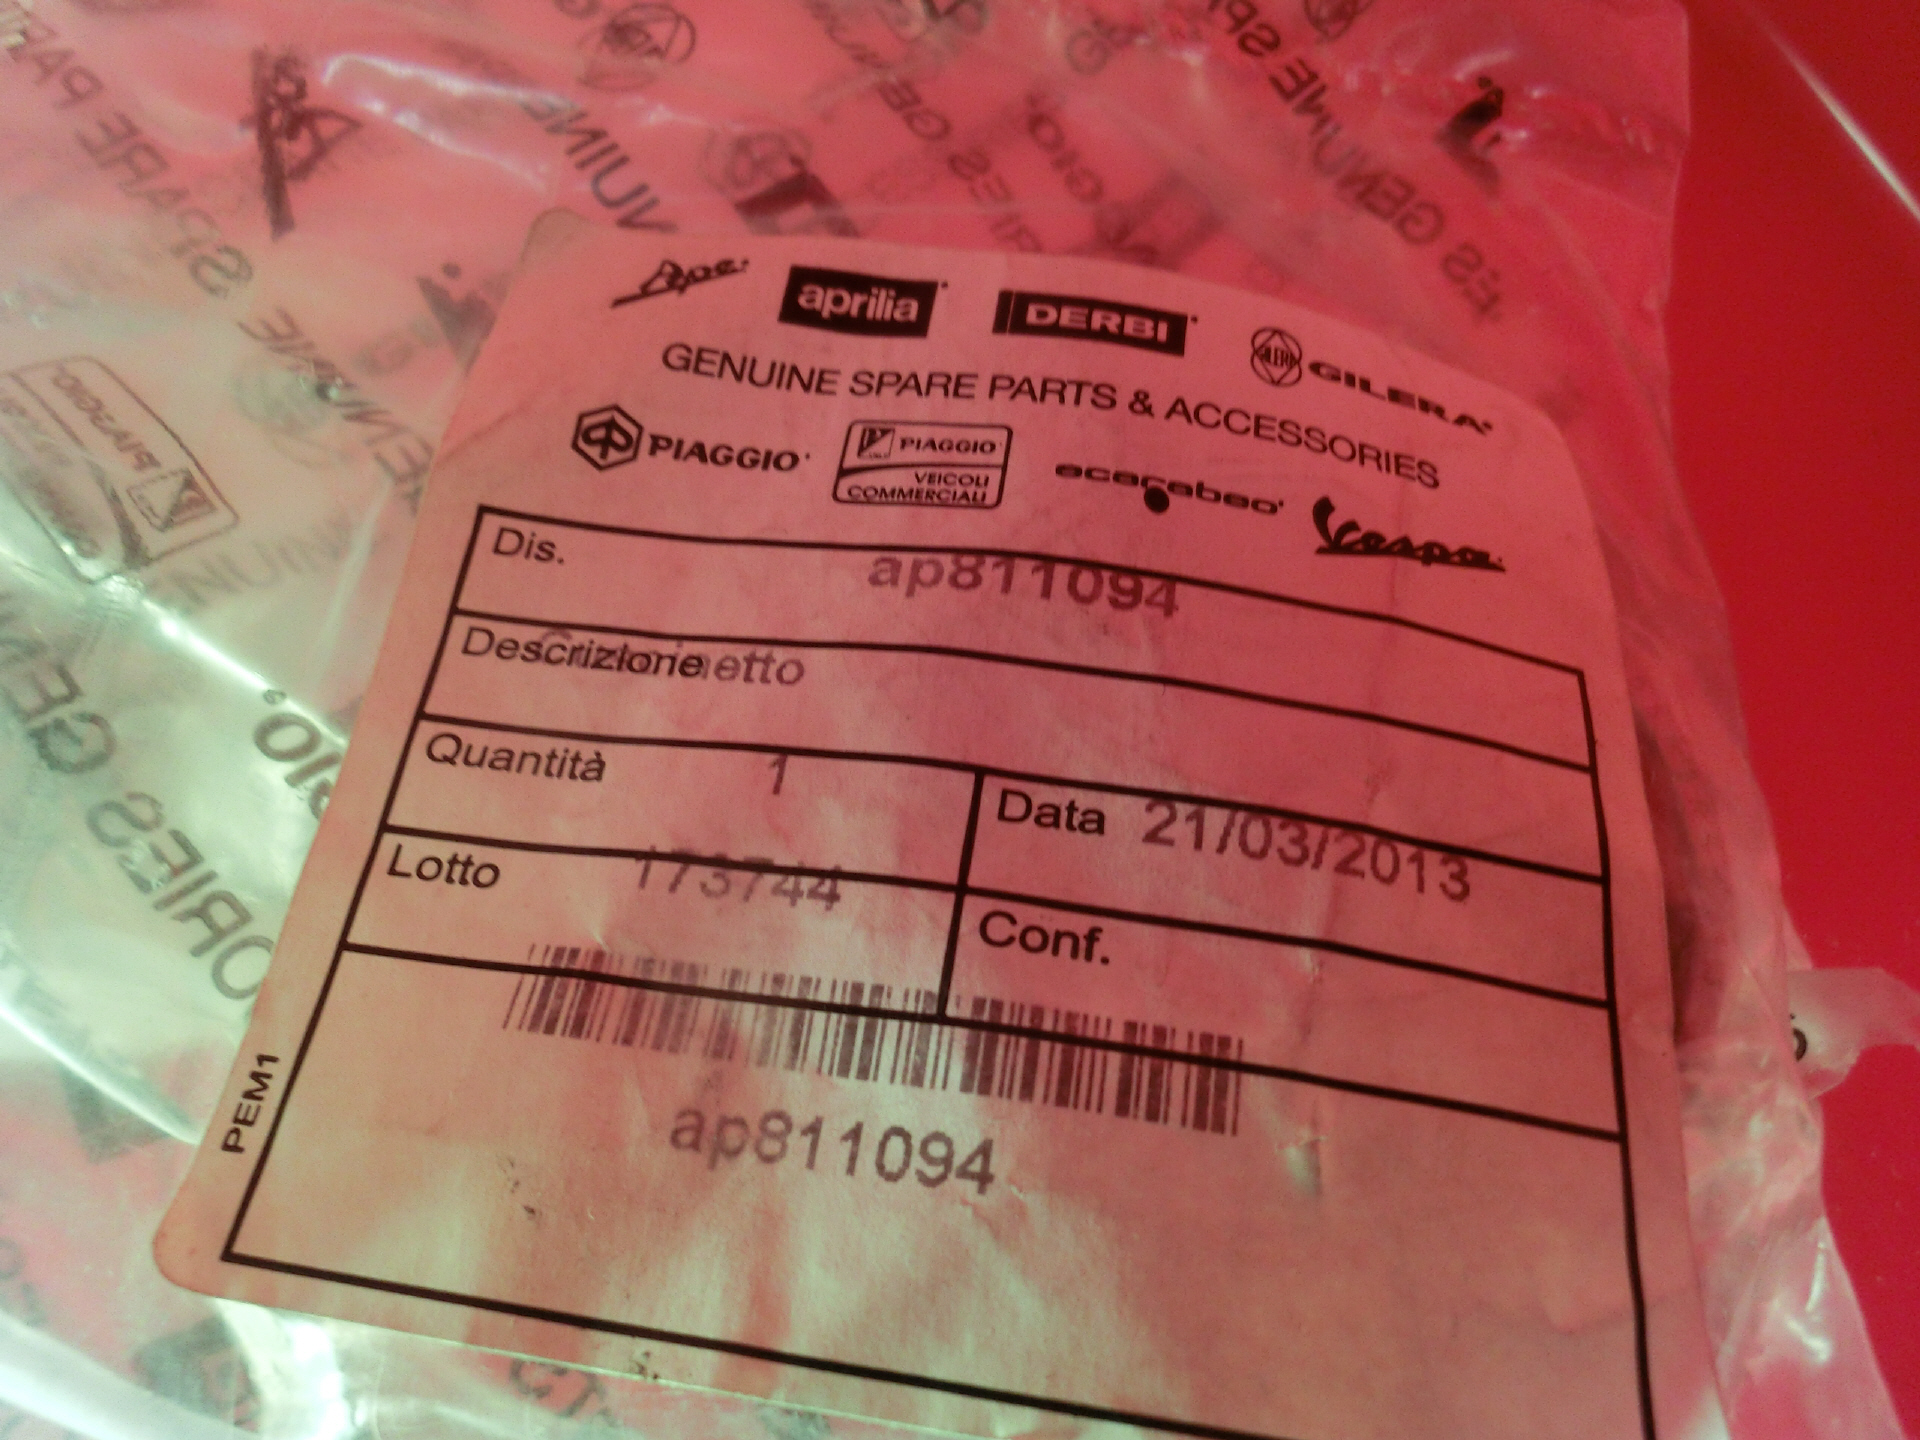 Ape
aprilia
DERBI
GILERA
GENUINE SPARE PARTS & ACCESSORIES
PIAGGIO
PIAGGIO
VEICOLI
COMMERCIALI
scarabeo
Vespa
Dis. ap811094
Descrizione
Quantità 1
Data 21/03/2013
Lotto 173744
Conf.
ap811094
PEM1